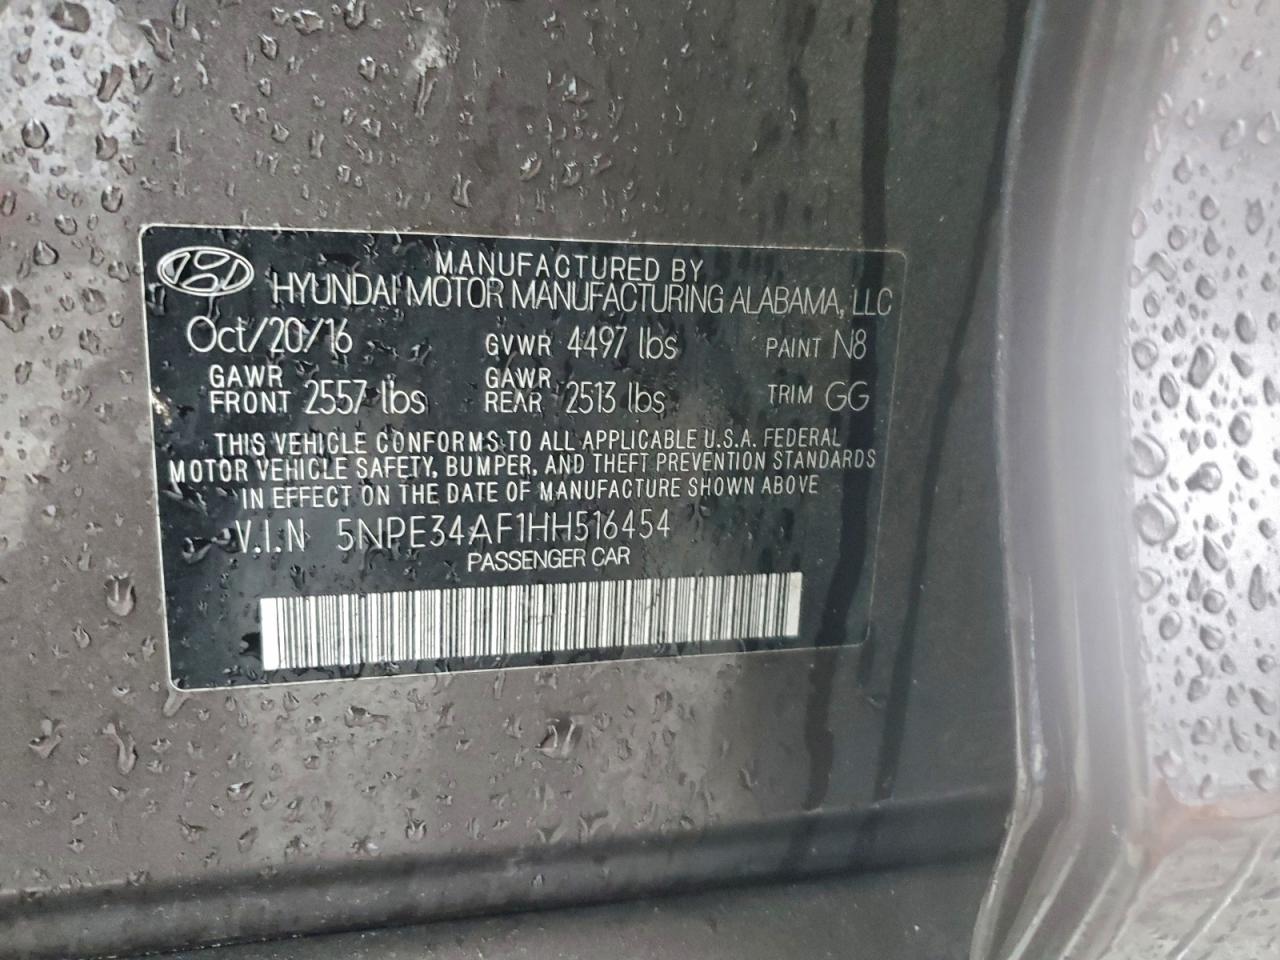 MANUFACTURED BY
HYUNDAI MOTOR MANUFACTURING ALABAMA, LLC
Oct/20/16 GVWR 4497 lbs PAINT N8
GAWR FRONT 2557 lbs GAWR REAR 2513 lbs TRIM GG
THIS VEHICLE CONFORMS TO ALL APPLICABLE U.S.A. FEDERAL
MOTOR VEHICLE SAFETY, BUMPER, AND THEFT PREVENTION STANDARDS
IN EFFECT ON THE DATE OF MANUFACTURE SHOWN ABOVE
V.I.N 5NPE34AF1HH516454
PASSENGER CAR